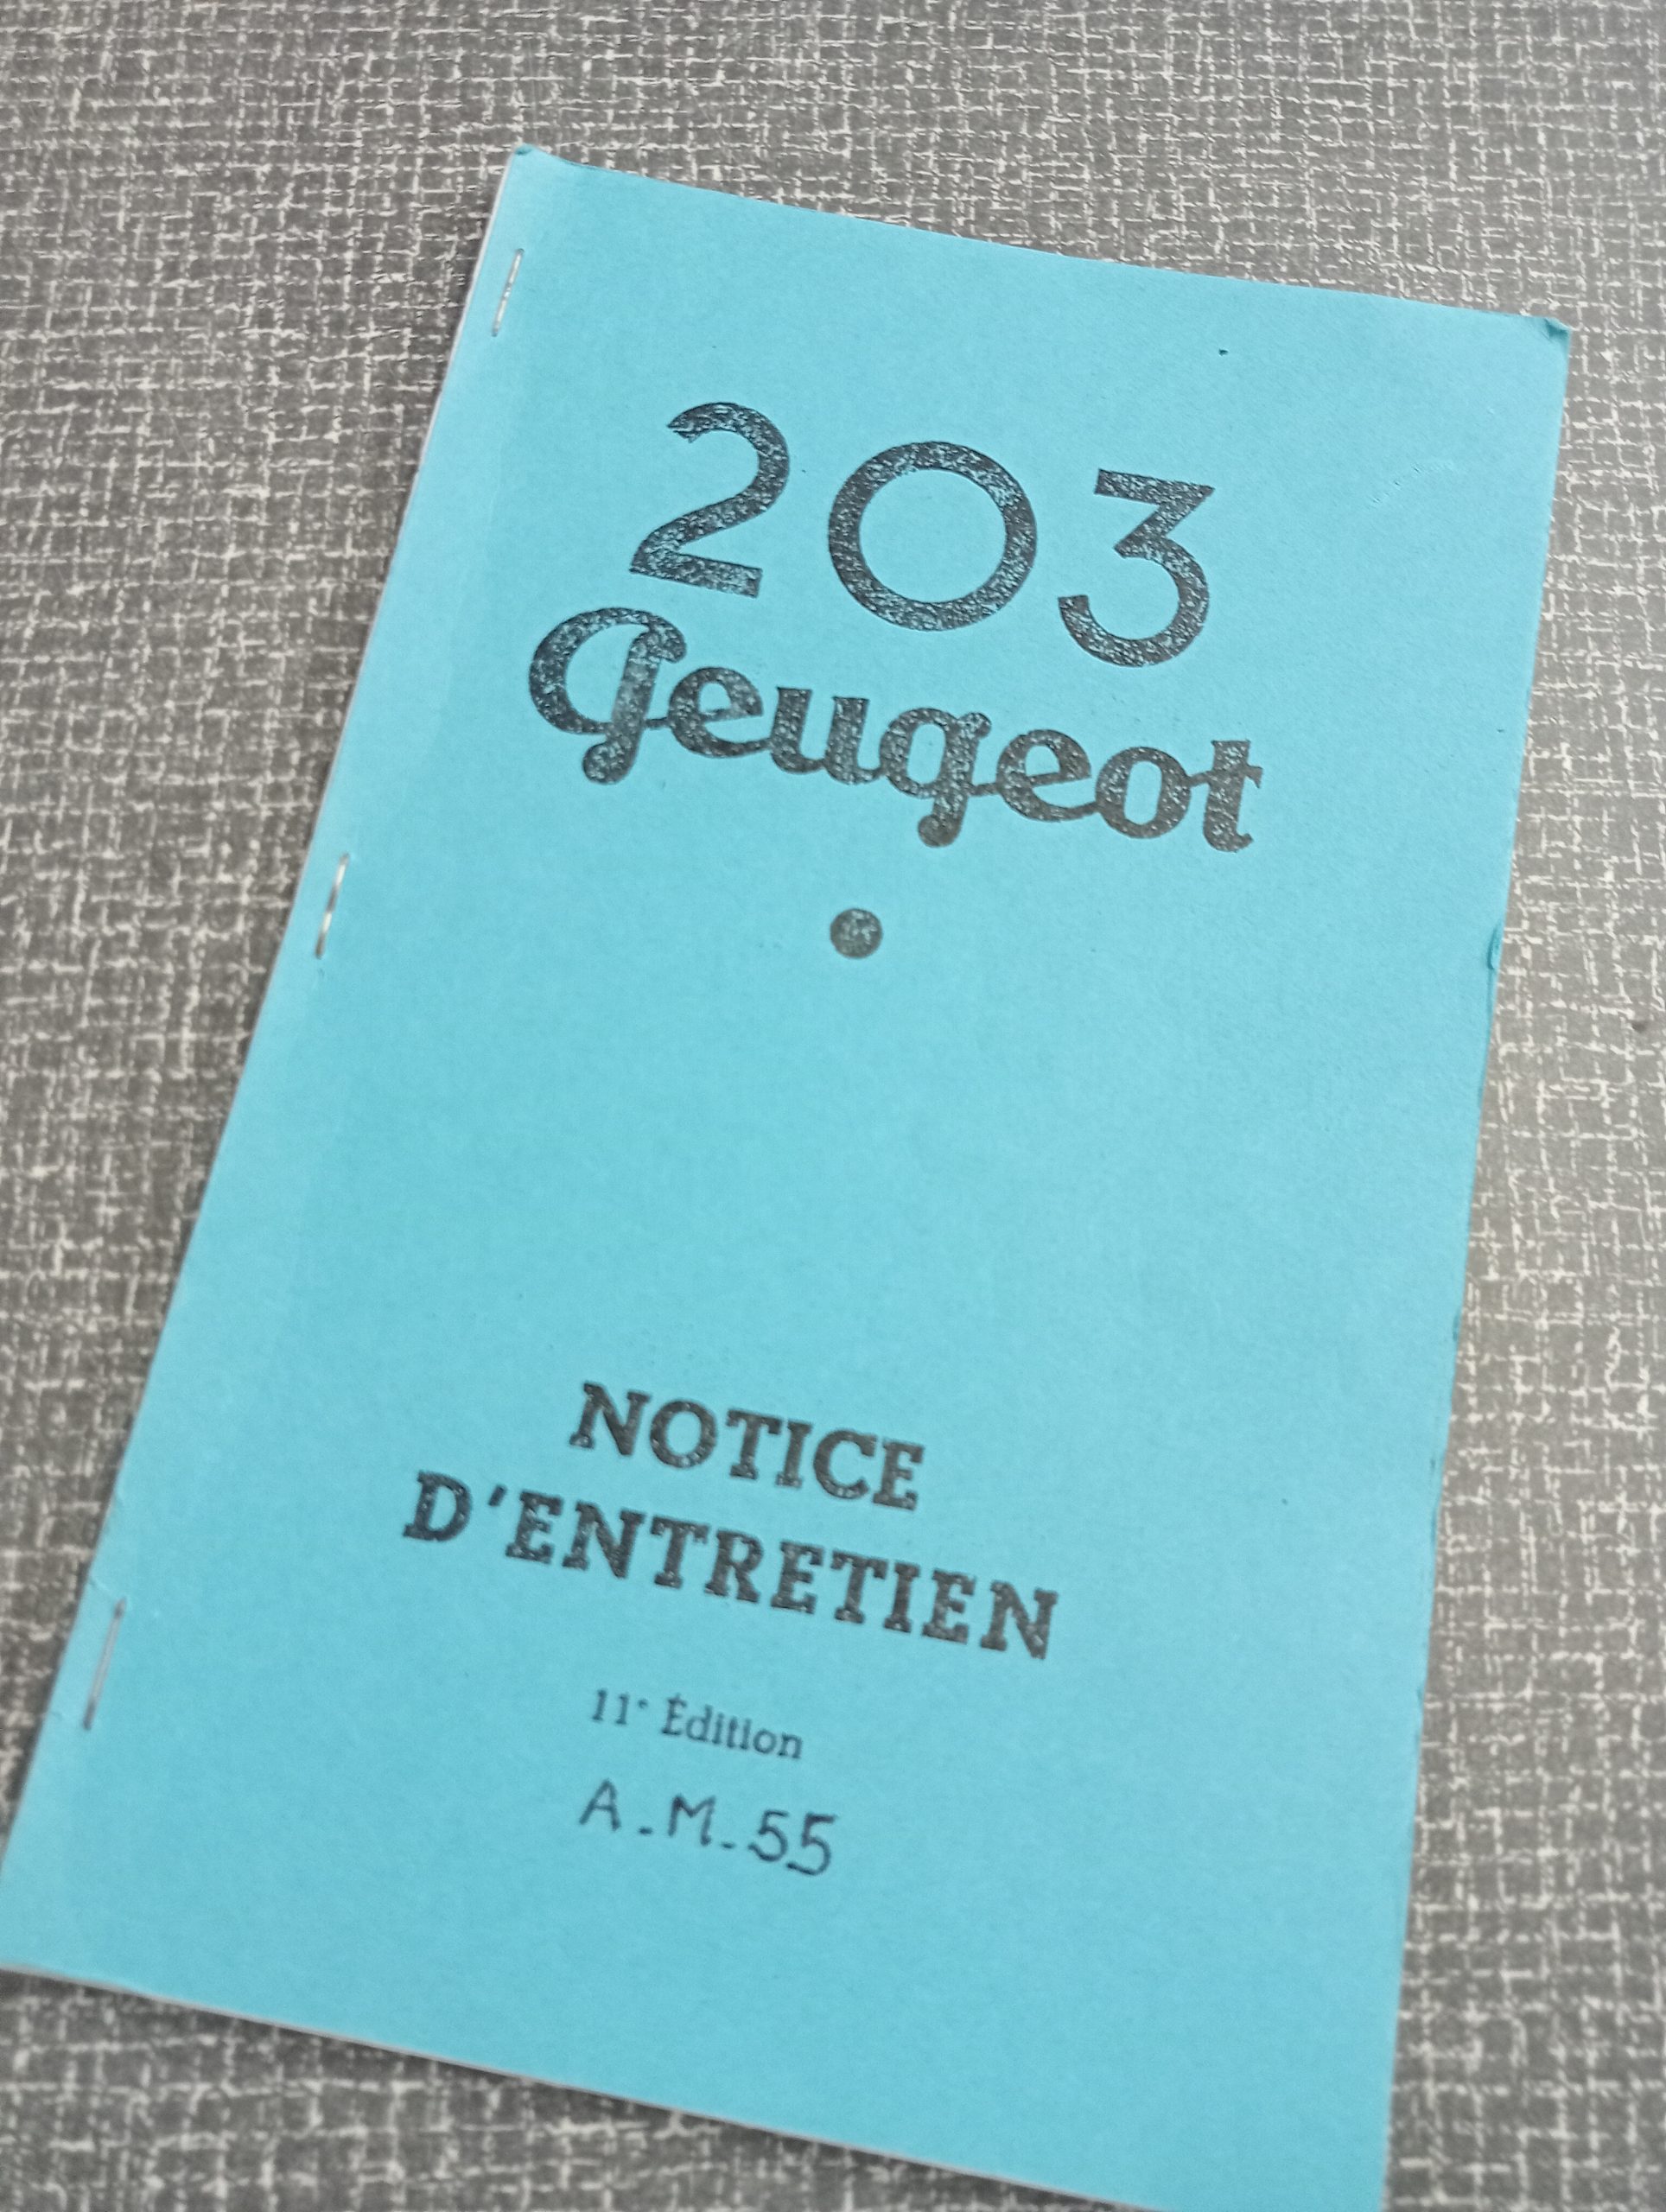 203
Peugeot
NOTICE
D'ENTRETIEN
11e Édition
A.M.55